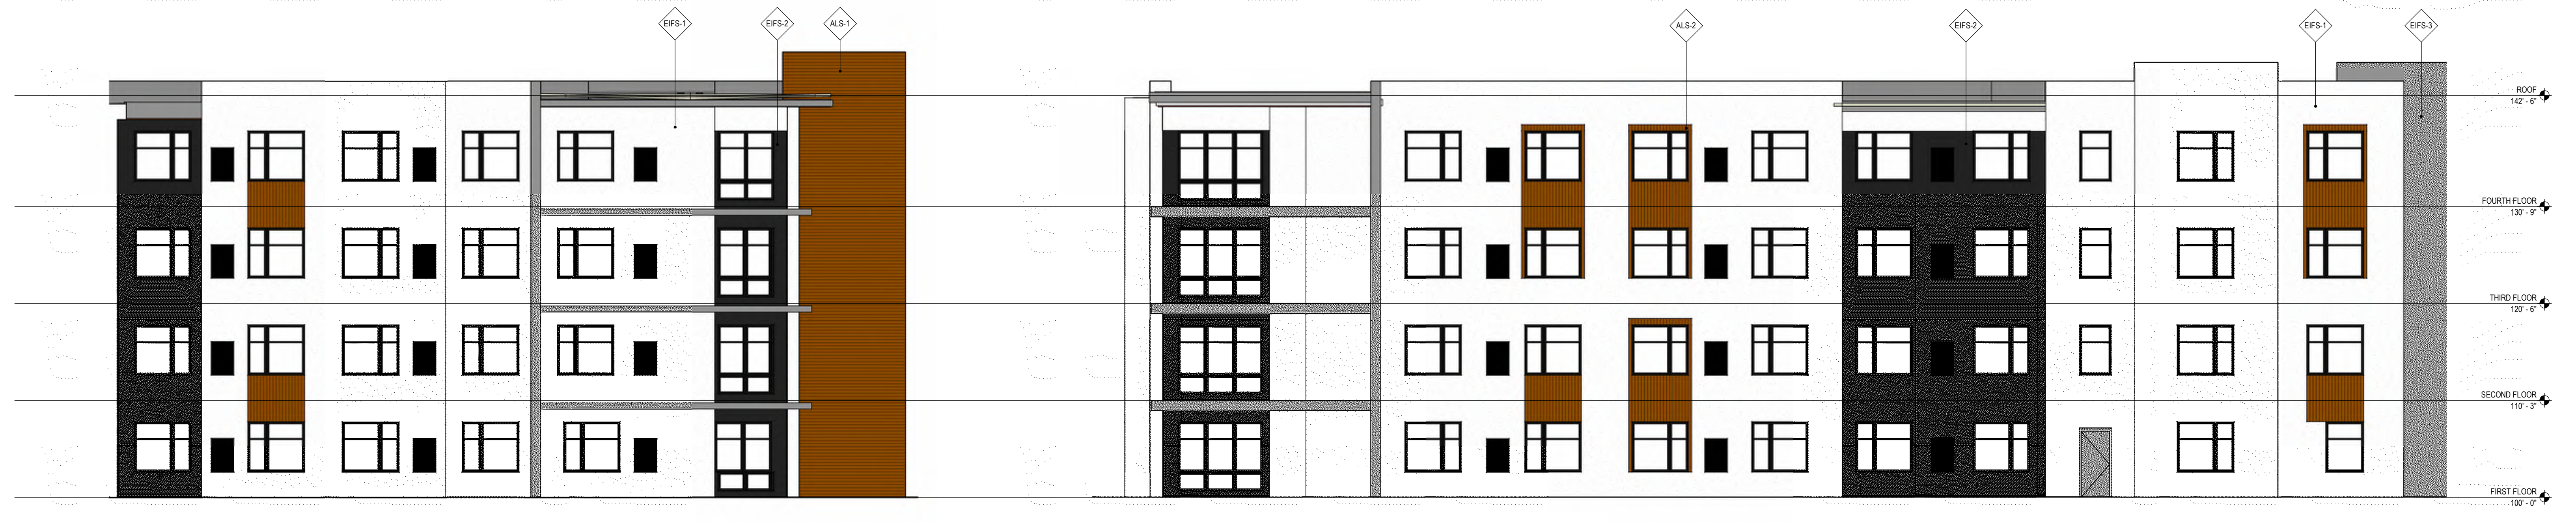 EIFS-1
EIFS-2
ALS-1
ALS-2
EIFS-2
EIFS-1
EIFS-3
ROOF
142' - 6"
FOURTH FLOOR
130' - 9"
THIRD FLOOR
120' - 6"
SECOND FLOOR
110' - 3"
FIRST FLOOR
100' - 0"